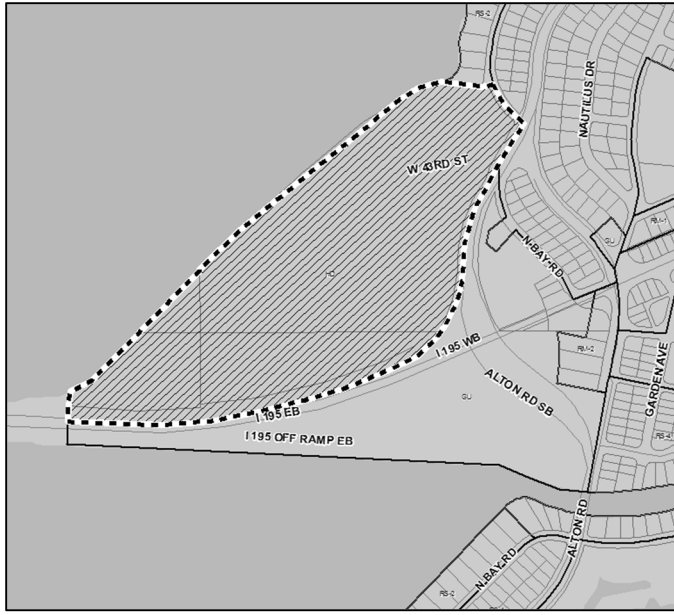 RS-2
NAUTILUS DR
W 43RD ST
RM-1
GU
N BAY RD
HD
I 195 WB
RM-2
GARDEN AVE
ALTON RD SB
GU
I 195 EB
I 195 OFF RAMP EB
RS-4
ALTON RD
N BAY RD
RS-2